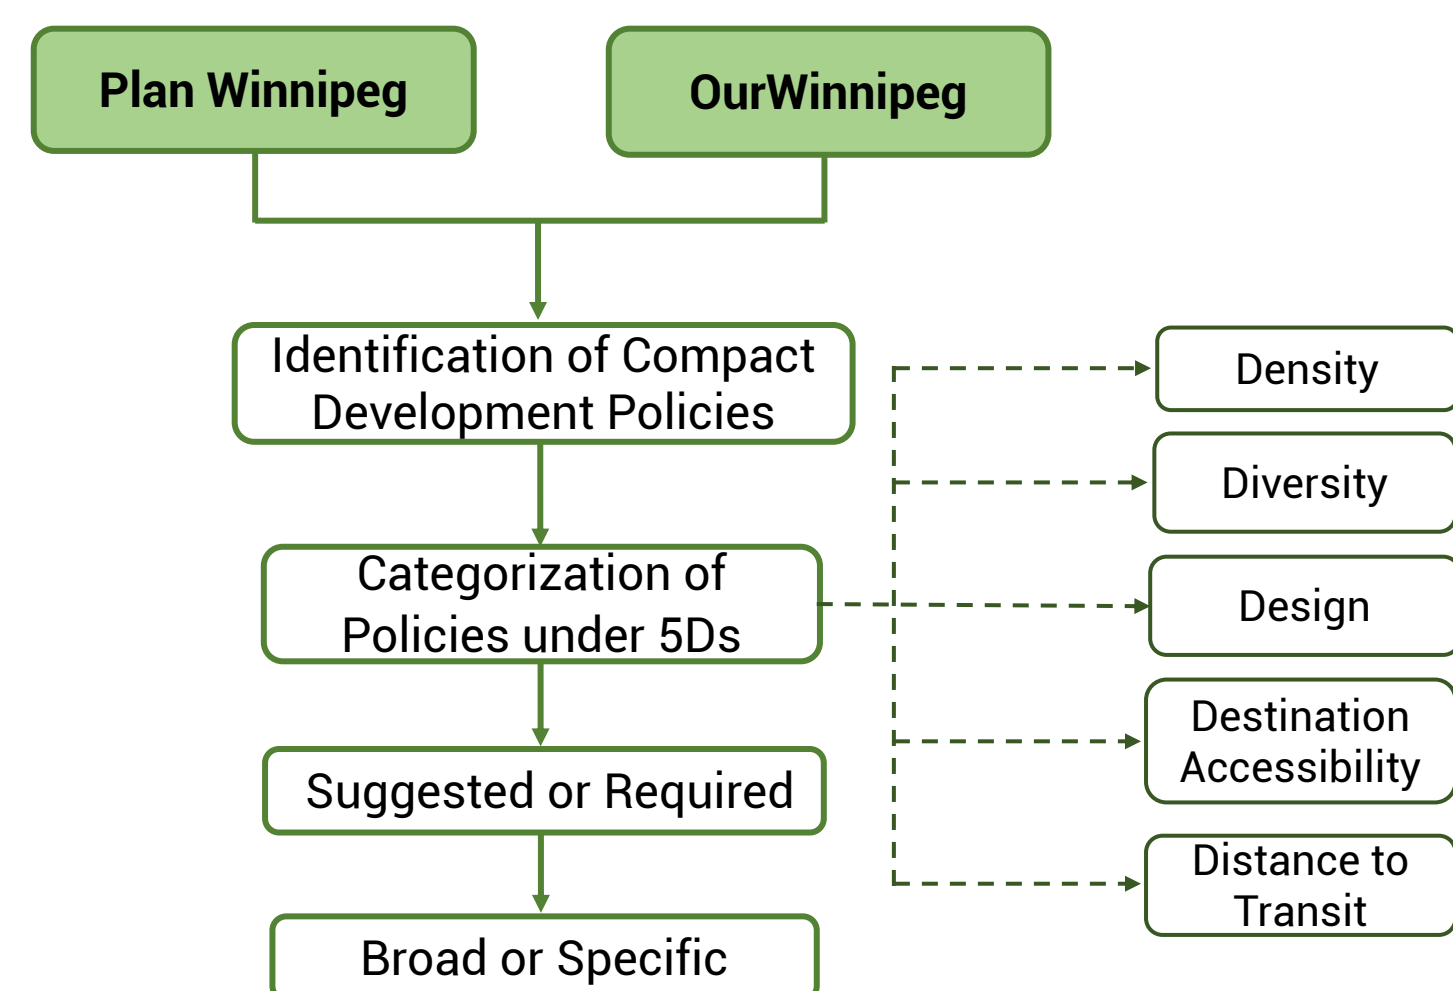 Plan Winnipeg
OurWinnipeg
Identification of Compact
Development Policies
Categorization of
Policies under 5Ds
Suggested or Required
Broad or Specific
Density
Diversity
Design
Destination
Accessibility
Distance to
Transit